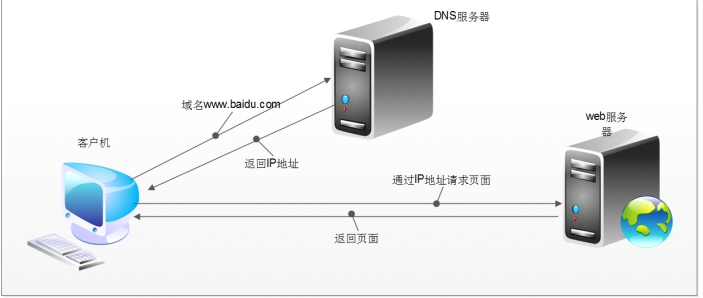 DNS服务器
域名www.baidu.com
web服务
器
客户机
返回IP地址
通过IP地址请求页面
返回页面